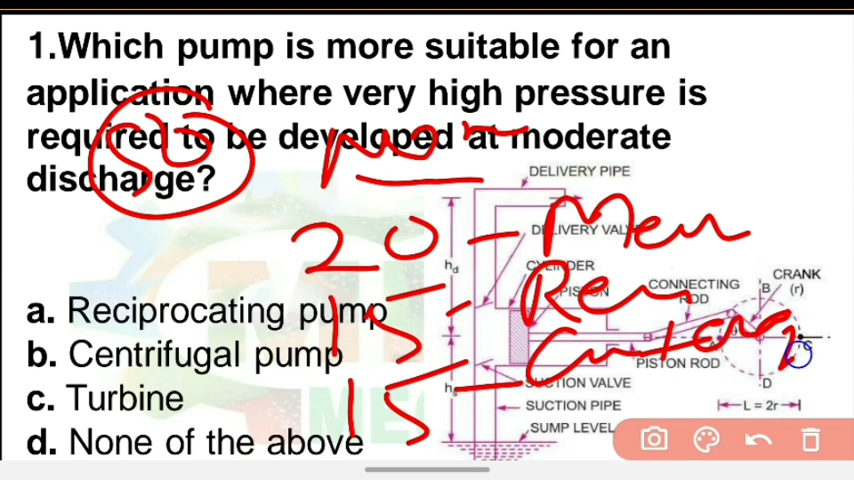 1.Which pump is more suitable for an
application where very high pressure is
required to be developed at moderate
discharge?
50
20 -
15 -
15 -
a. Reciprocating pump
b. Centrifugal pump
c. Turbine
d. None of the above
DELIVERY PIPE
DELIVERY VALVE
hd
CYLINDER
PISTON
CONNECTING
ROD
CRANK
(r)
B
PISTON ROD
D
SUCTION VALVE
L = 2r
SUCTION PIPE
SUMP LEVEL